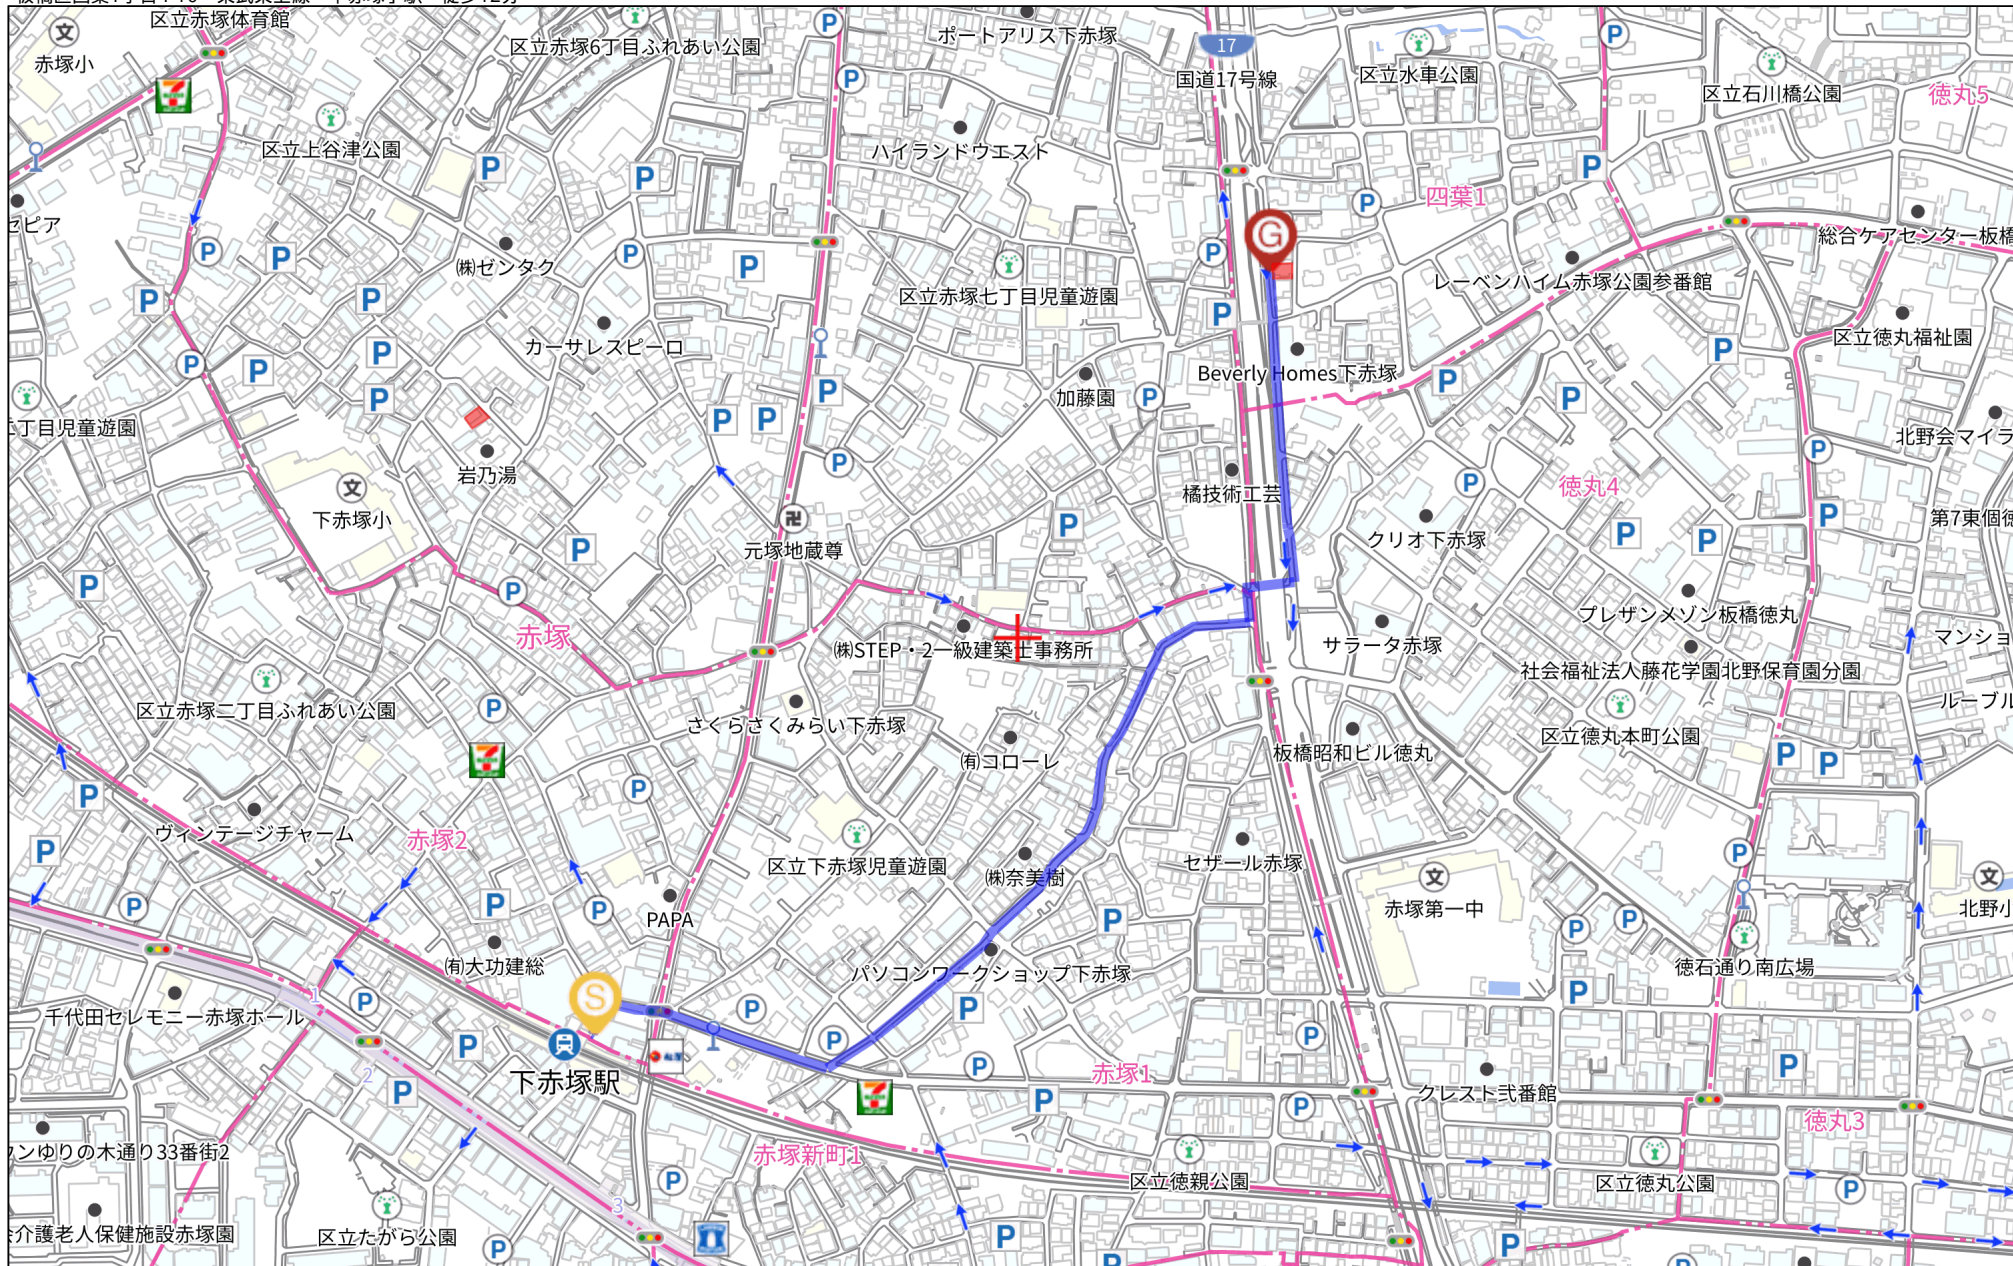 区立赤塚体育館
赤塚小
区立赤塚6丁目ふれあい公園
ポートアリス下赤塚
17
国道17号線
区立水車公園
区立石川橋公園
徳丸5
区立上谷津公園
ハイランドウエスト
四葉1
セピア
㈱ゼンタク
総合ケアセンター板橋
区立赤塚七丁目児童遊園
レーベンハイム赤塚公園参番館
カーサレスピーロ
区立徳丸福祉園
Beverly Homes下赤塚
加藤園
二丁目児童遊園
北野会マイラ
岩乃湯
橘技術工芸
徳丸4
下赤塚小
第7東個徳
元塚地蔵尊
クリオ下赤塚
プレザンメゾン板橋徳丸
赤塚
マンショ
㈱STEP・2一級建築士事務所
サラータ赤塚
社会福祉法人藤花学園北野保育園分園
区立赤塚二丁目ふれあい公園
さくらさくみらい下赤塚
ルーブル
区立徳丸本町公園
㈲コローレ
板橋昭和ビル徳丸
ヴィンテージチャーム
赤塚2
区立下赤塚児童遊園
㈱奈美樹
セザール赤塚
PAPA
赤塚第一中
北野小
㈲大功建総
パソコンワークショップ下赤塚
徳石通り南広場
S
G
1
千代田セレモニー赤塚ホール
2
下赤塚駅
赤塚1
クレスト弐番館
徳丸3
ンゆりの木通り33番街2
赤塚新町1
区立徳親公園
区立徳丸公園
3
介護老人保健施設赤塚園
区立たがら公園